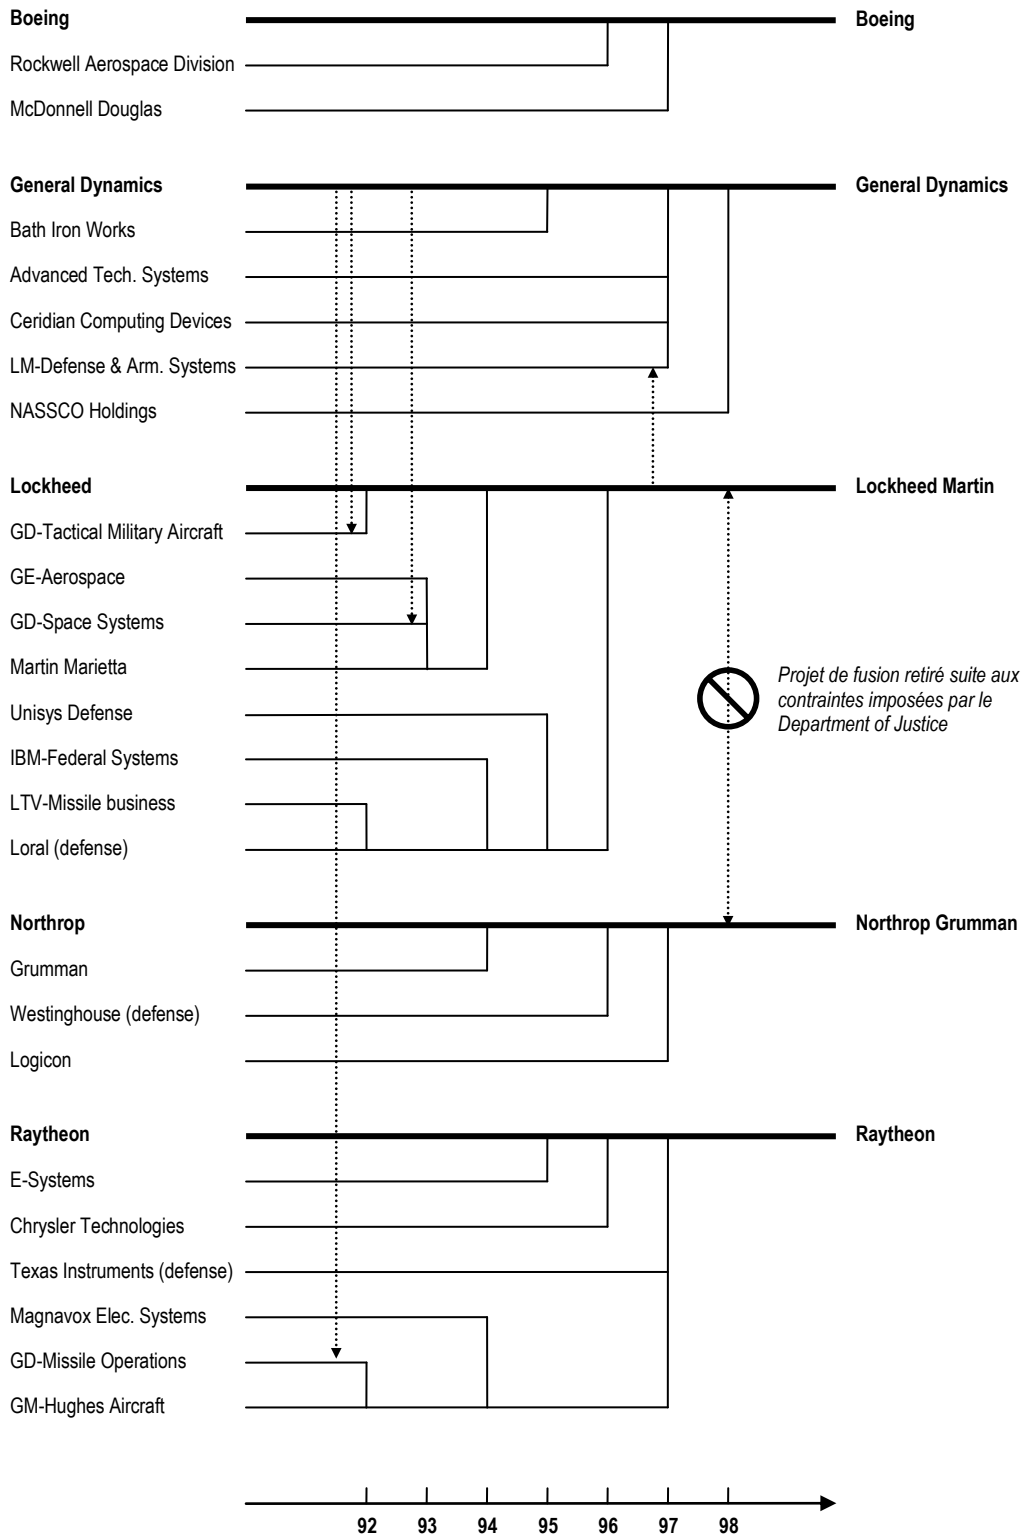 Boeing
Boeing
Rockwell Aerospace Division
McDonnell Douglas
General Dynamics
General Dynamics
Bath Iron Works
Advanced Tech. Systems
Ceridian Computing Devices
LM-Defense & Arm. Systems
NASSCO Holdings
Lockheed
Lockheed Martin
GD-Tactical Military Aircraft
GE-Aerospace
GD-Space Systems
Martin Marietta
Projet de fusion retiré suite aux
contraintes imposées par le
Department of Justice
Unisys Defense
IBM-Federal Systems
LTV-Missile business
Loral (defense)
Northrop
Northrop Grumman
Grumman
Westinghouse (defense)
Logicon
Raytheon
Raytheon
E-Systems
Chrysler Technologies
Texas Instruments (defense)
Magnavox Elec. Systems
GD-Missile Operations
GM-Hughes Aircraft
92 93 94 95 96 97 98